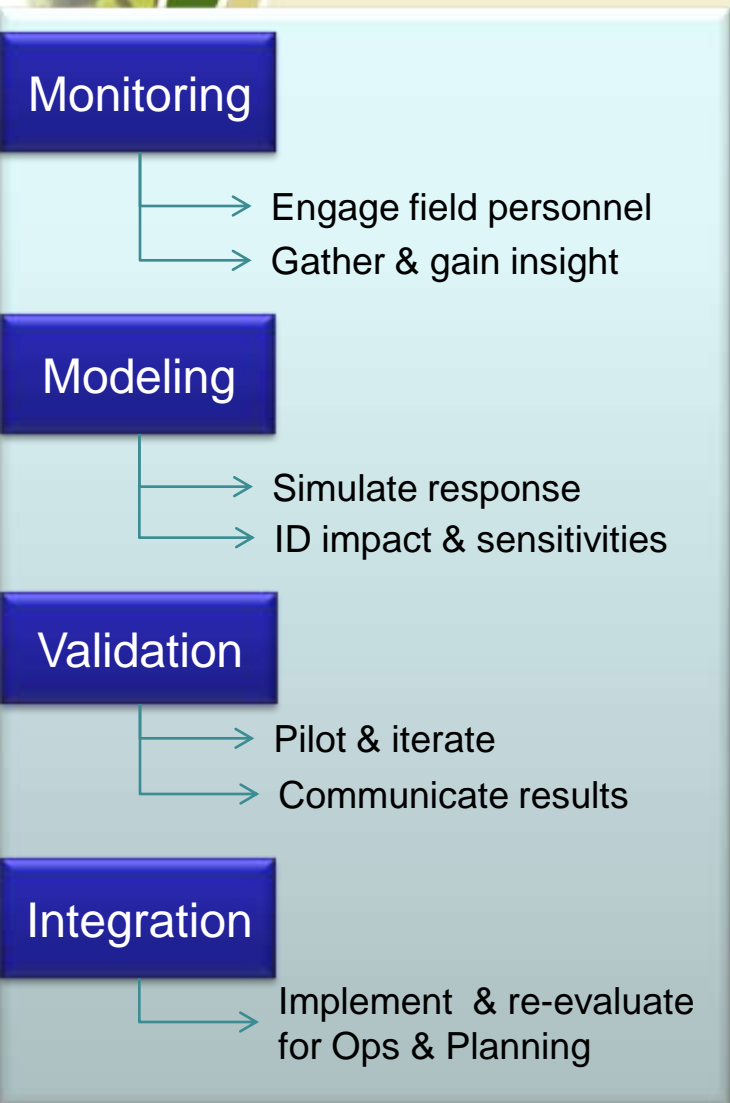 Monitoring
Engage field personnel
Gather & gain insight
Modeling
Simulate response
ID impact & sensitivities
Validation
Pilot & iterate
Communicate results
Integration
Implement & re-evaluate
for Ops & Planning